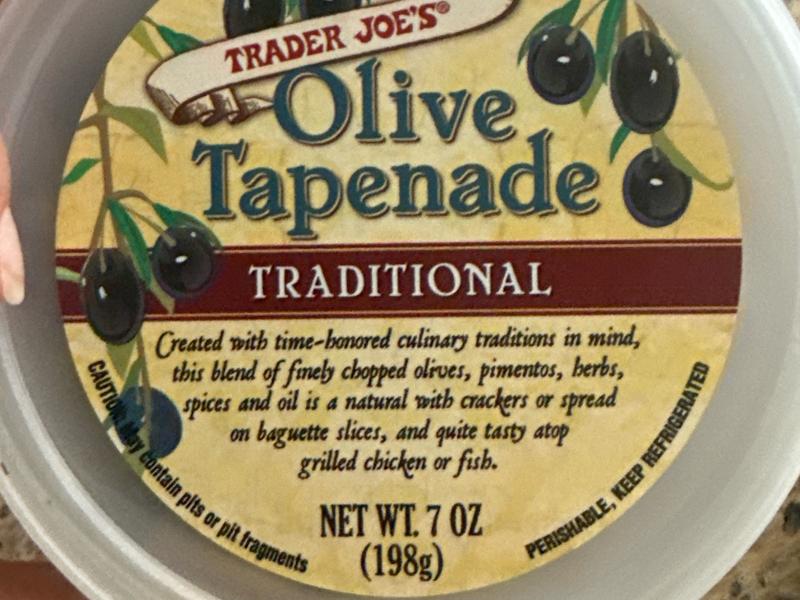 TRADER JOE'S®
Olive
Tapenade
TRADITIONAL
Created with time-honored culinary traditions in mind,
this blend of finely chopped olives, pimentos, herbs,
spices and oil is a natural with crackers or spread
on baguette slices, and quite tasty atop
grilled chicken or fish.
CAUTION: May contain pits or pit fragments
NET WT. 7 OZ
(198g)
PERISHABLE, KEEP REFRIGERATED